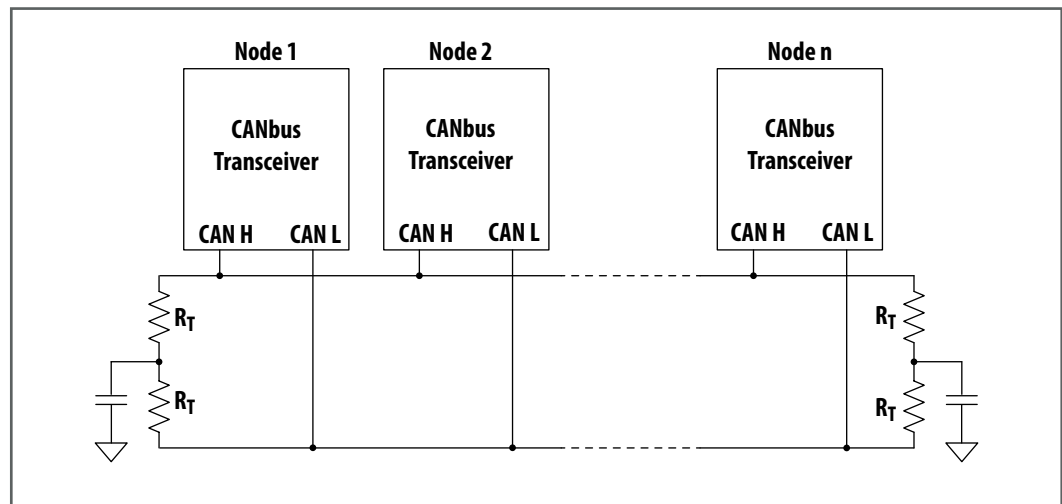 Node 1
Node 2
Node n
CANbus
Transceiver
CANbus
Transceiver
CANbus
Transceiver
CAN H
CAN L
CAN H
CAN L
CAN H
CAN L
RT
RT
RT
RT